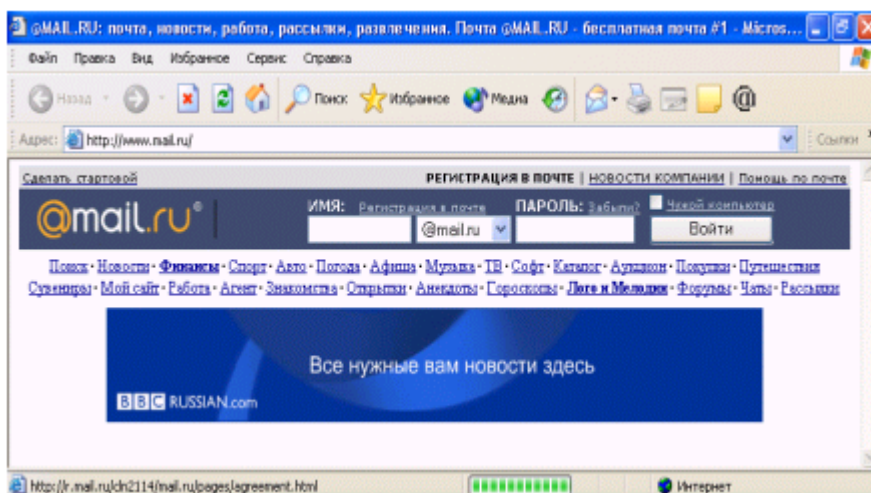 @MAIL.RU: почта, новости, работа, рассылки, развлечения. Почта @MAIL.RU - бесплатная почта #1 - Micros...
Файл Правка Вид Избранное Сервис Справка
Назад Поиск Избранное Медиа
Адрес: http://www.mail.ru/ Ссылки
Сделать стартовой РЕГИСТРАЦИЯ В ПОЧТЕ | НОВОСТИ КОМПАНИИ | Помощь по почте
@mail.ru® ИМЯ: Регистрация в почте ПАРОЛЬ: Забыли? Чужой компьютер
@mail.ru Войти
Поиск · Новости · Финансы · Спорт · Авто · Погода · Афиша · Музыка · ТВ · Софт · Каталог · Аукцион · Покупки · Путешествия
Сувениры · Мой сайт · Работа · Агент · Знакомства · Открытки · Анекдоты · Гороскопы · Лого и Мелодии · Форумы · Чаты · Рассылки
Все нужные вам новости здесь
BBC RUSSIAN.com
http://r.mail.ru/cln2114/mail.ru/pages/agreement.html Интернет